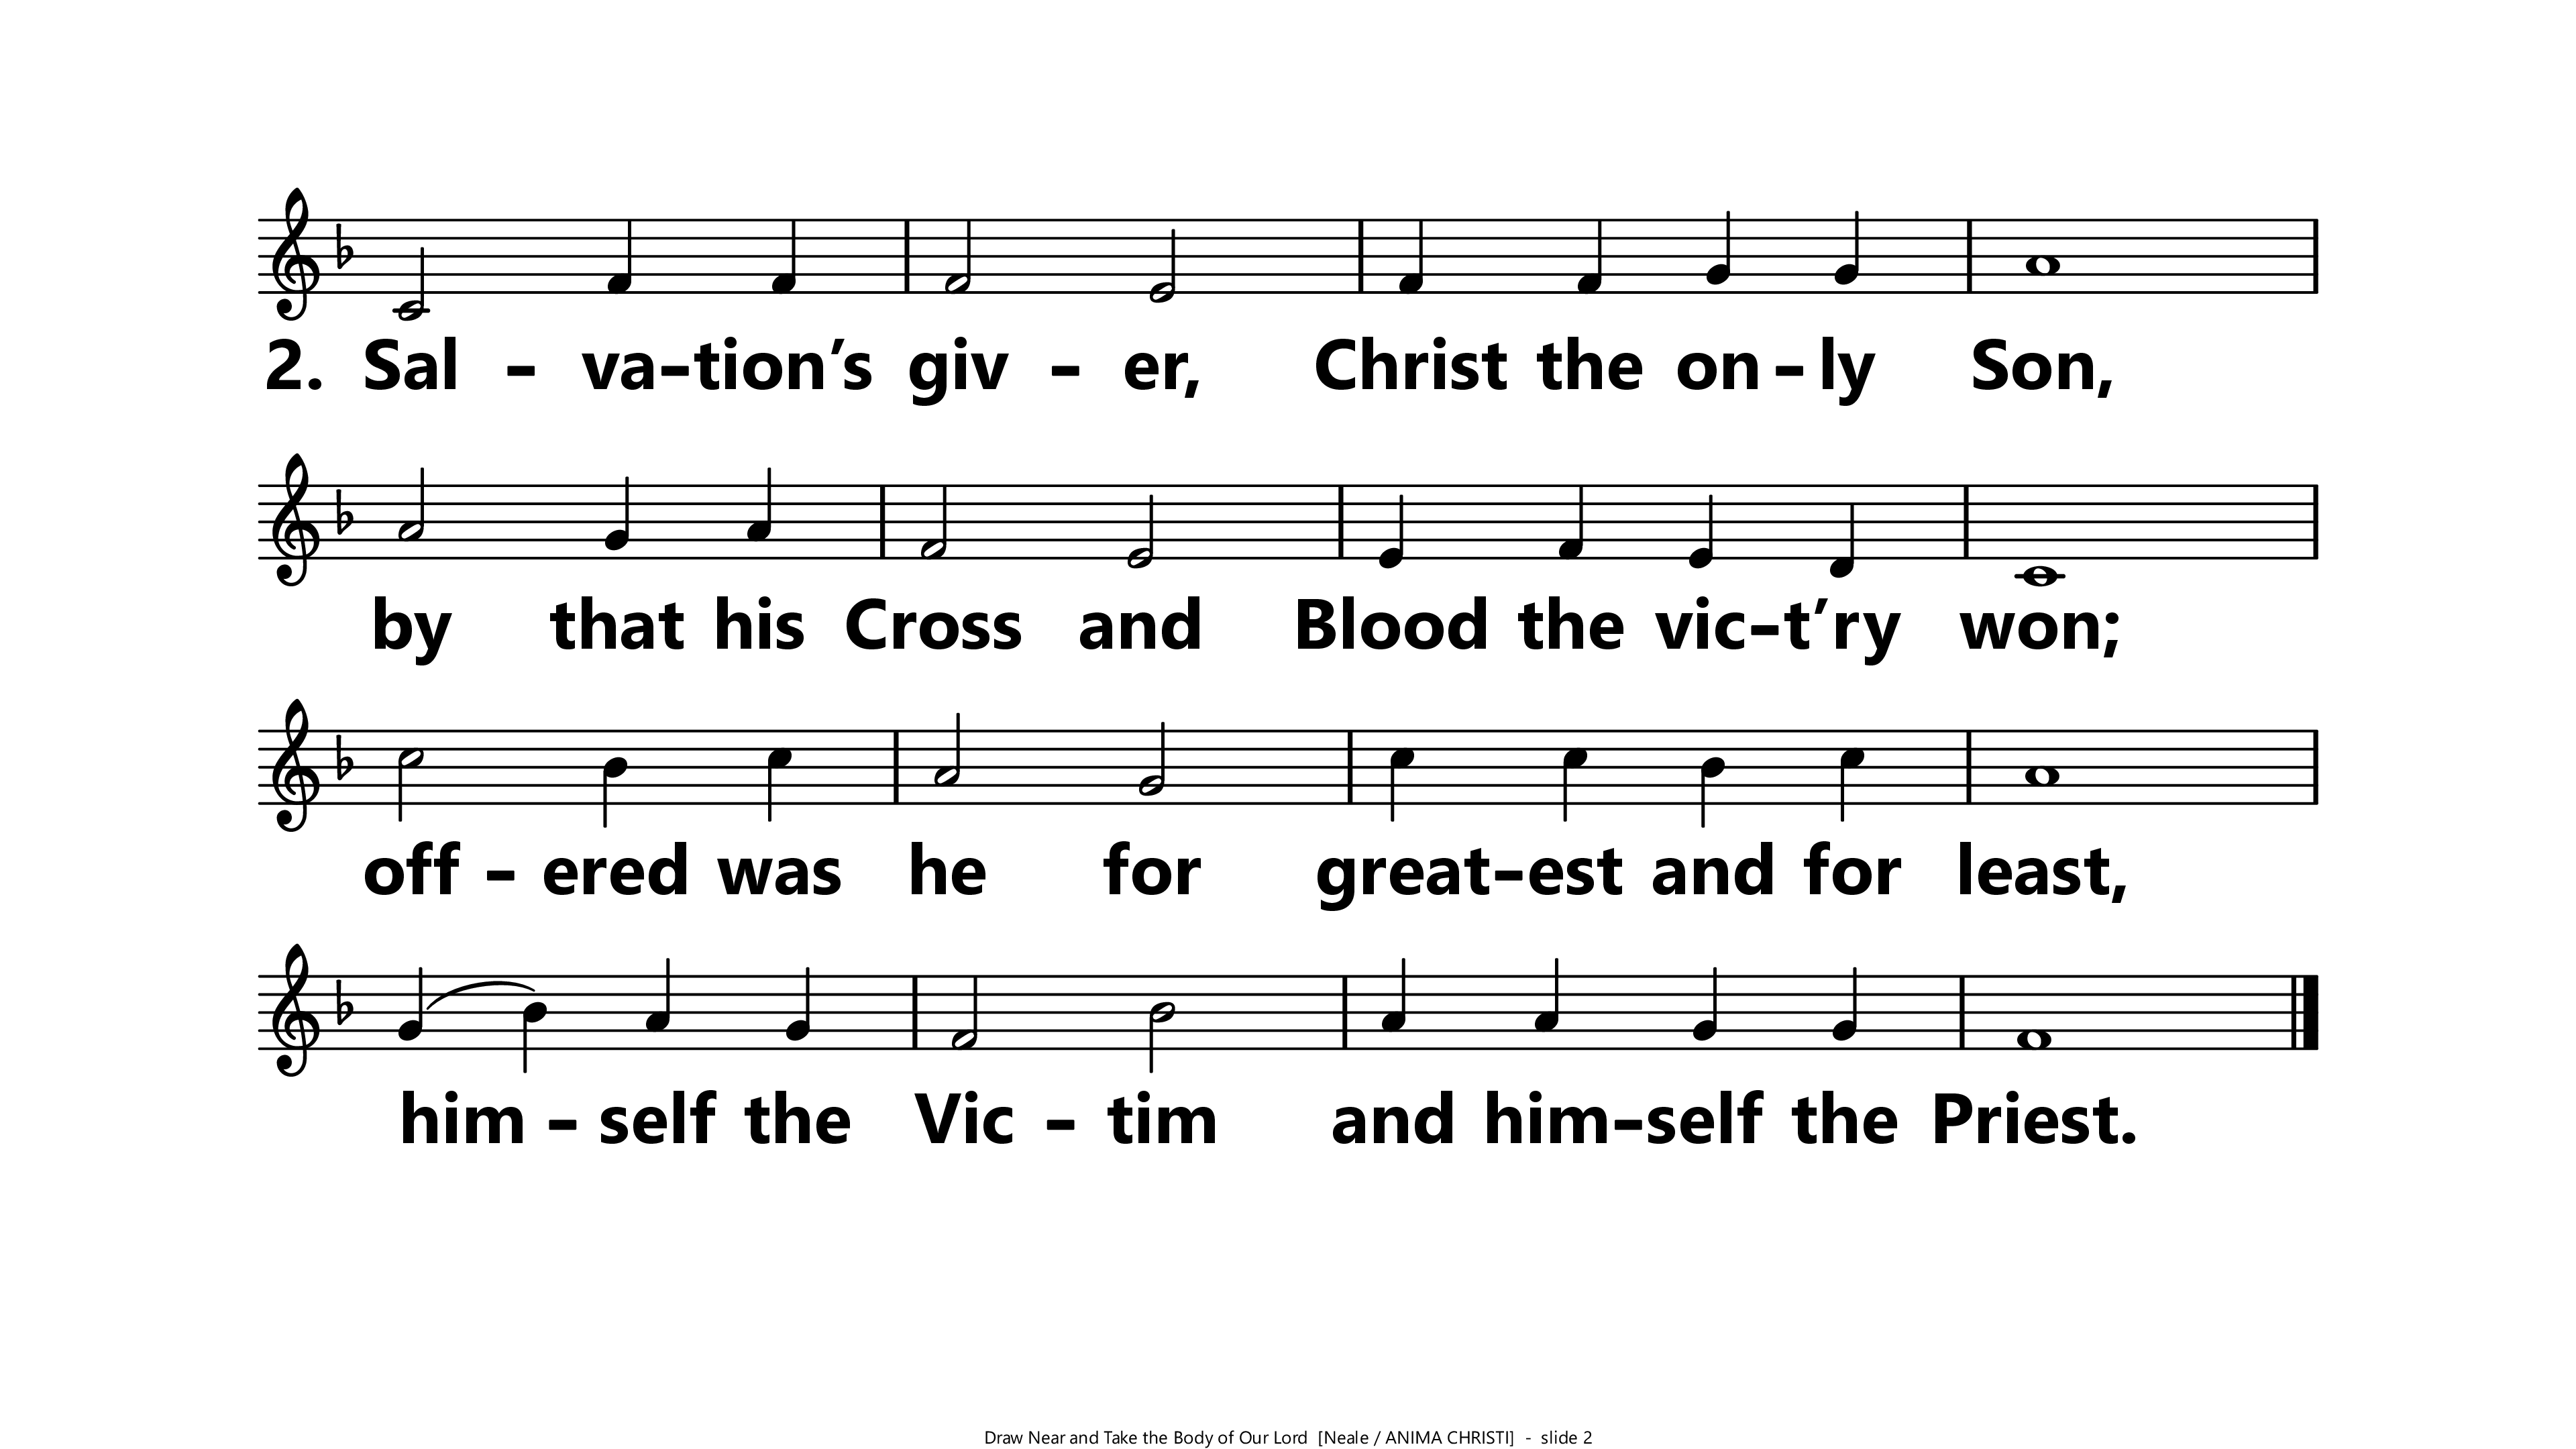 2. Sal - va-tion’s giv - er, Christ the on-ly Son,
by that his Cross and Blood the vic-t’ry won;
off - ered was he for great-est and for least,
him - self the Vic - tim and him-self the Priest.
Draw Near and Take the Body of Our Lord [Neale / ANIMA CHRISTI] - slide 2